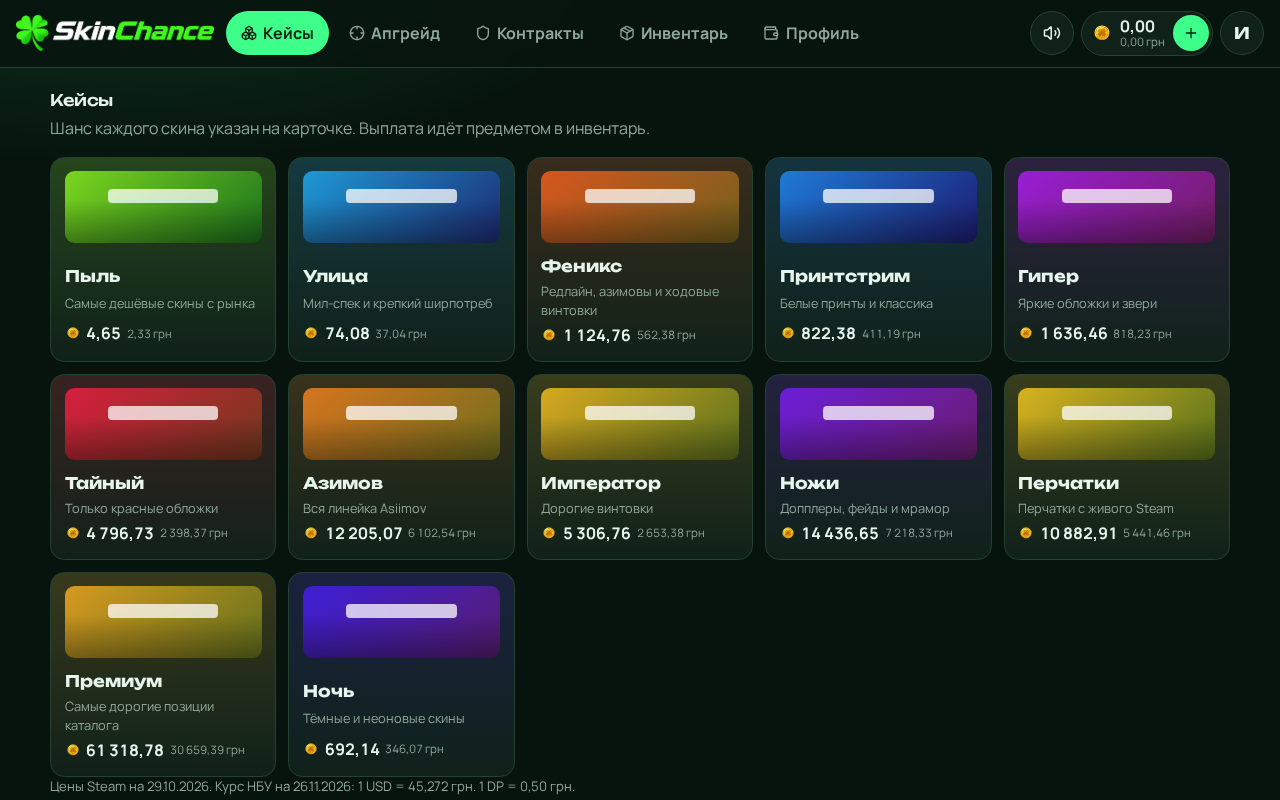 SkinChance
Кейсы
Апгрейд
Контракты
Инвентарь
Профиль
0,00
0,00 грн
И
Кейсы
Шанс каждого скина указан на карточке. Выплата идёт предметом в инвентарь.
Пыль
Самые дешёвые скины с рынка
4,65 2,33 грн
Улица
Мил-спек и крепкий ширпотреб
74,08 37,04 грн
Феникс
Редлайн, азимовы и ходовые
винтовки
1 124,76 562,38 грн
Принтстрим
Белые принты и классика
822,38 411,19 грн
Гипер
Яркие обложки и звери
1 636,46 818,23 грн
Тайный
Только красные обложки
4 796,73 2 398,37 грн
Азимов
Вся линейка Asiimov
12 205,07 6 102,54 грн
Император
Дорогие винтовки
5 306,76 2 653,38 грн
Ножи
Допплеры, фейды и мрамор
14 436,65 7 218,33 грн
Перчатки
Перчатки с живого Steam
10 882,91 5 441,46 грн
Премиум
Самые дорогие позиции
каталога
61 318,78 30 659,39 грн
Ночь
Тёмные и неоновые скины
692,14 346,07 грн
Цены Steam на 29.10.2026. Курс НБУ на 26.11.2026: 1 USD = 45,272 грн. 1 DP = 0,50 грн.